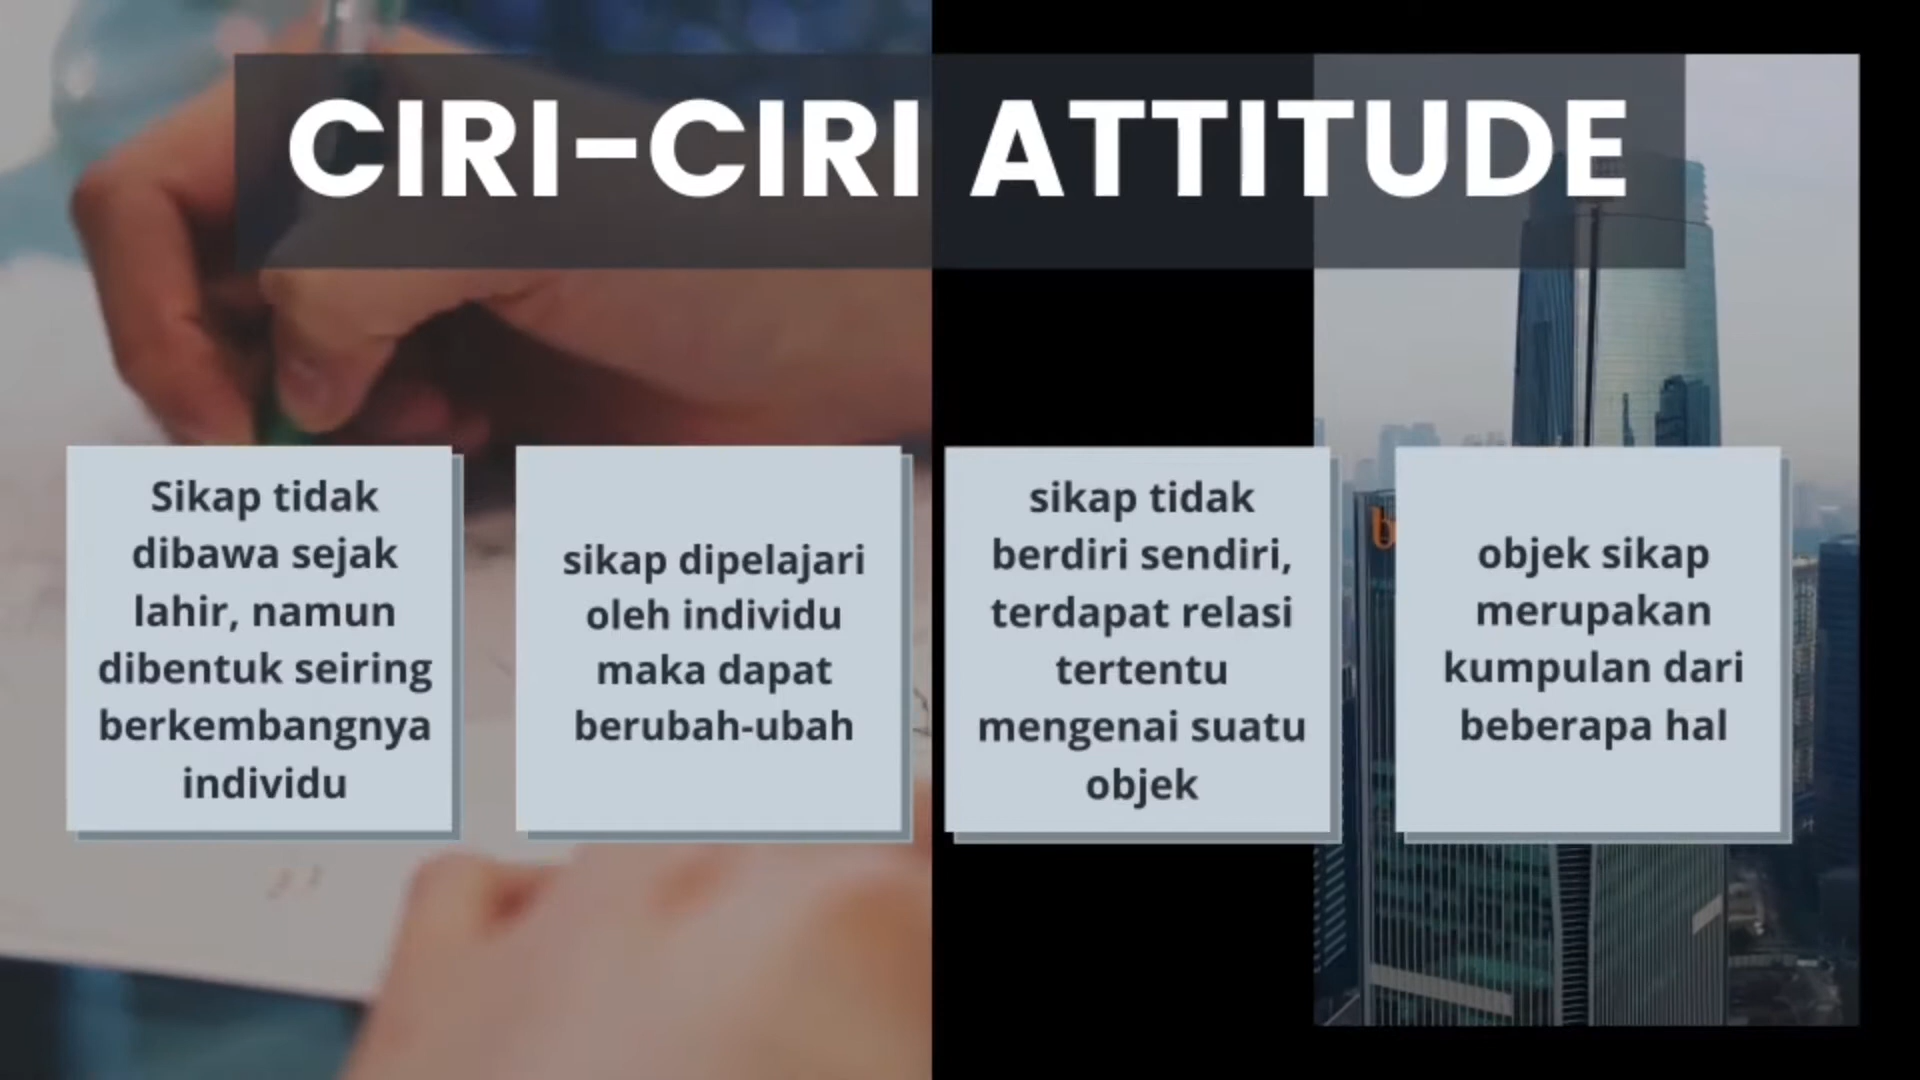 CIRI-CIRI ATTITUDE
Sikap tidak
dibawa sejak
lahir, namun
dibentuk seiring
berkembangnya
individu
sikap dipelajari
oleh individu
maka dapat
berubah-ubah
sikap tidak
berdiri sendiri,
terdapat relasi
tertentu
mengenai suatu
objek
objek sikap
merupakan
kumpulan dari
beberapa hal